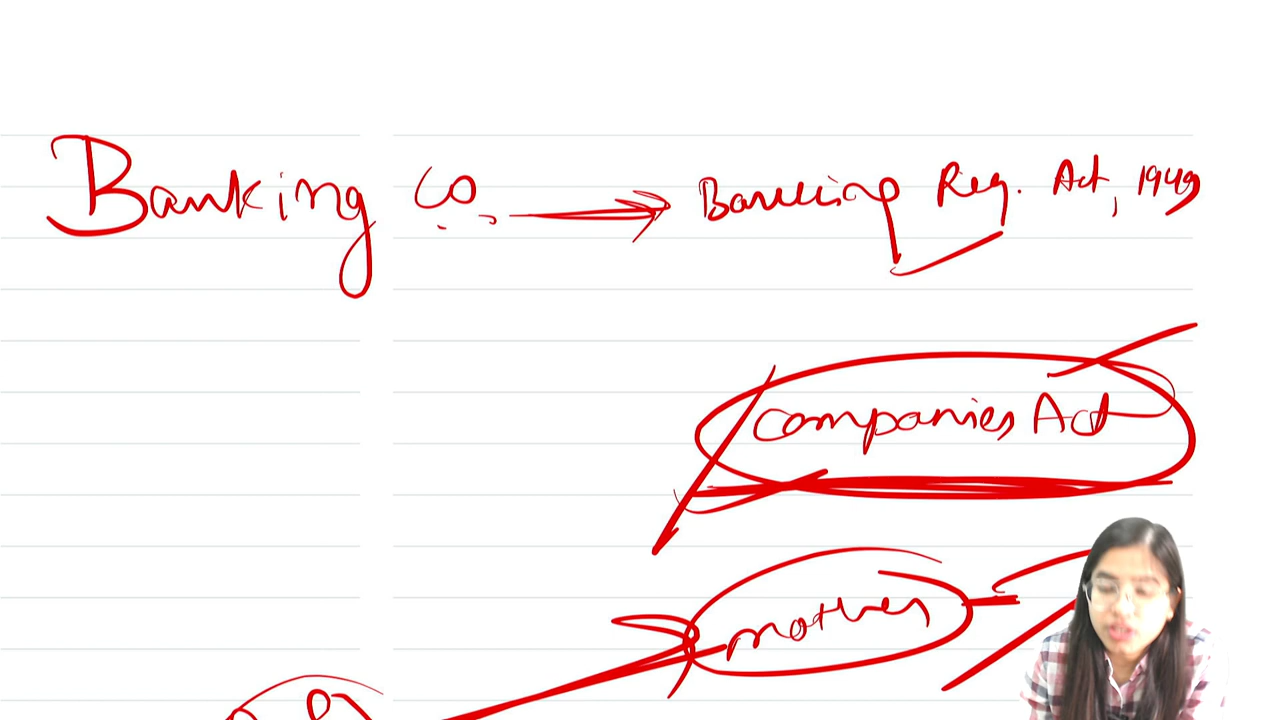 Banking Co. → Banking Reg. Act, 1949
Companies Act
mother